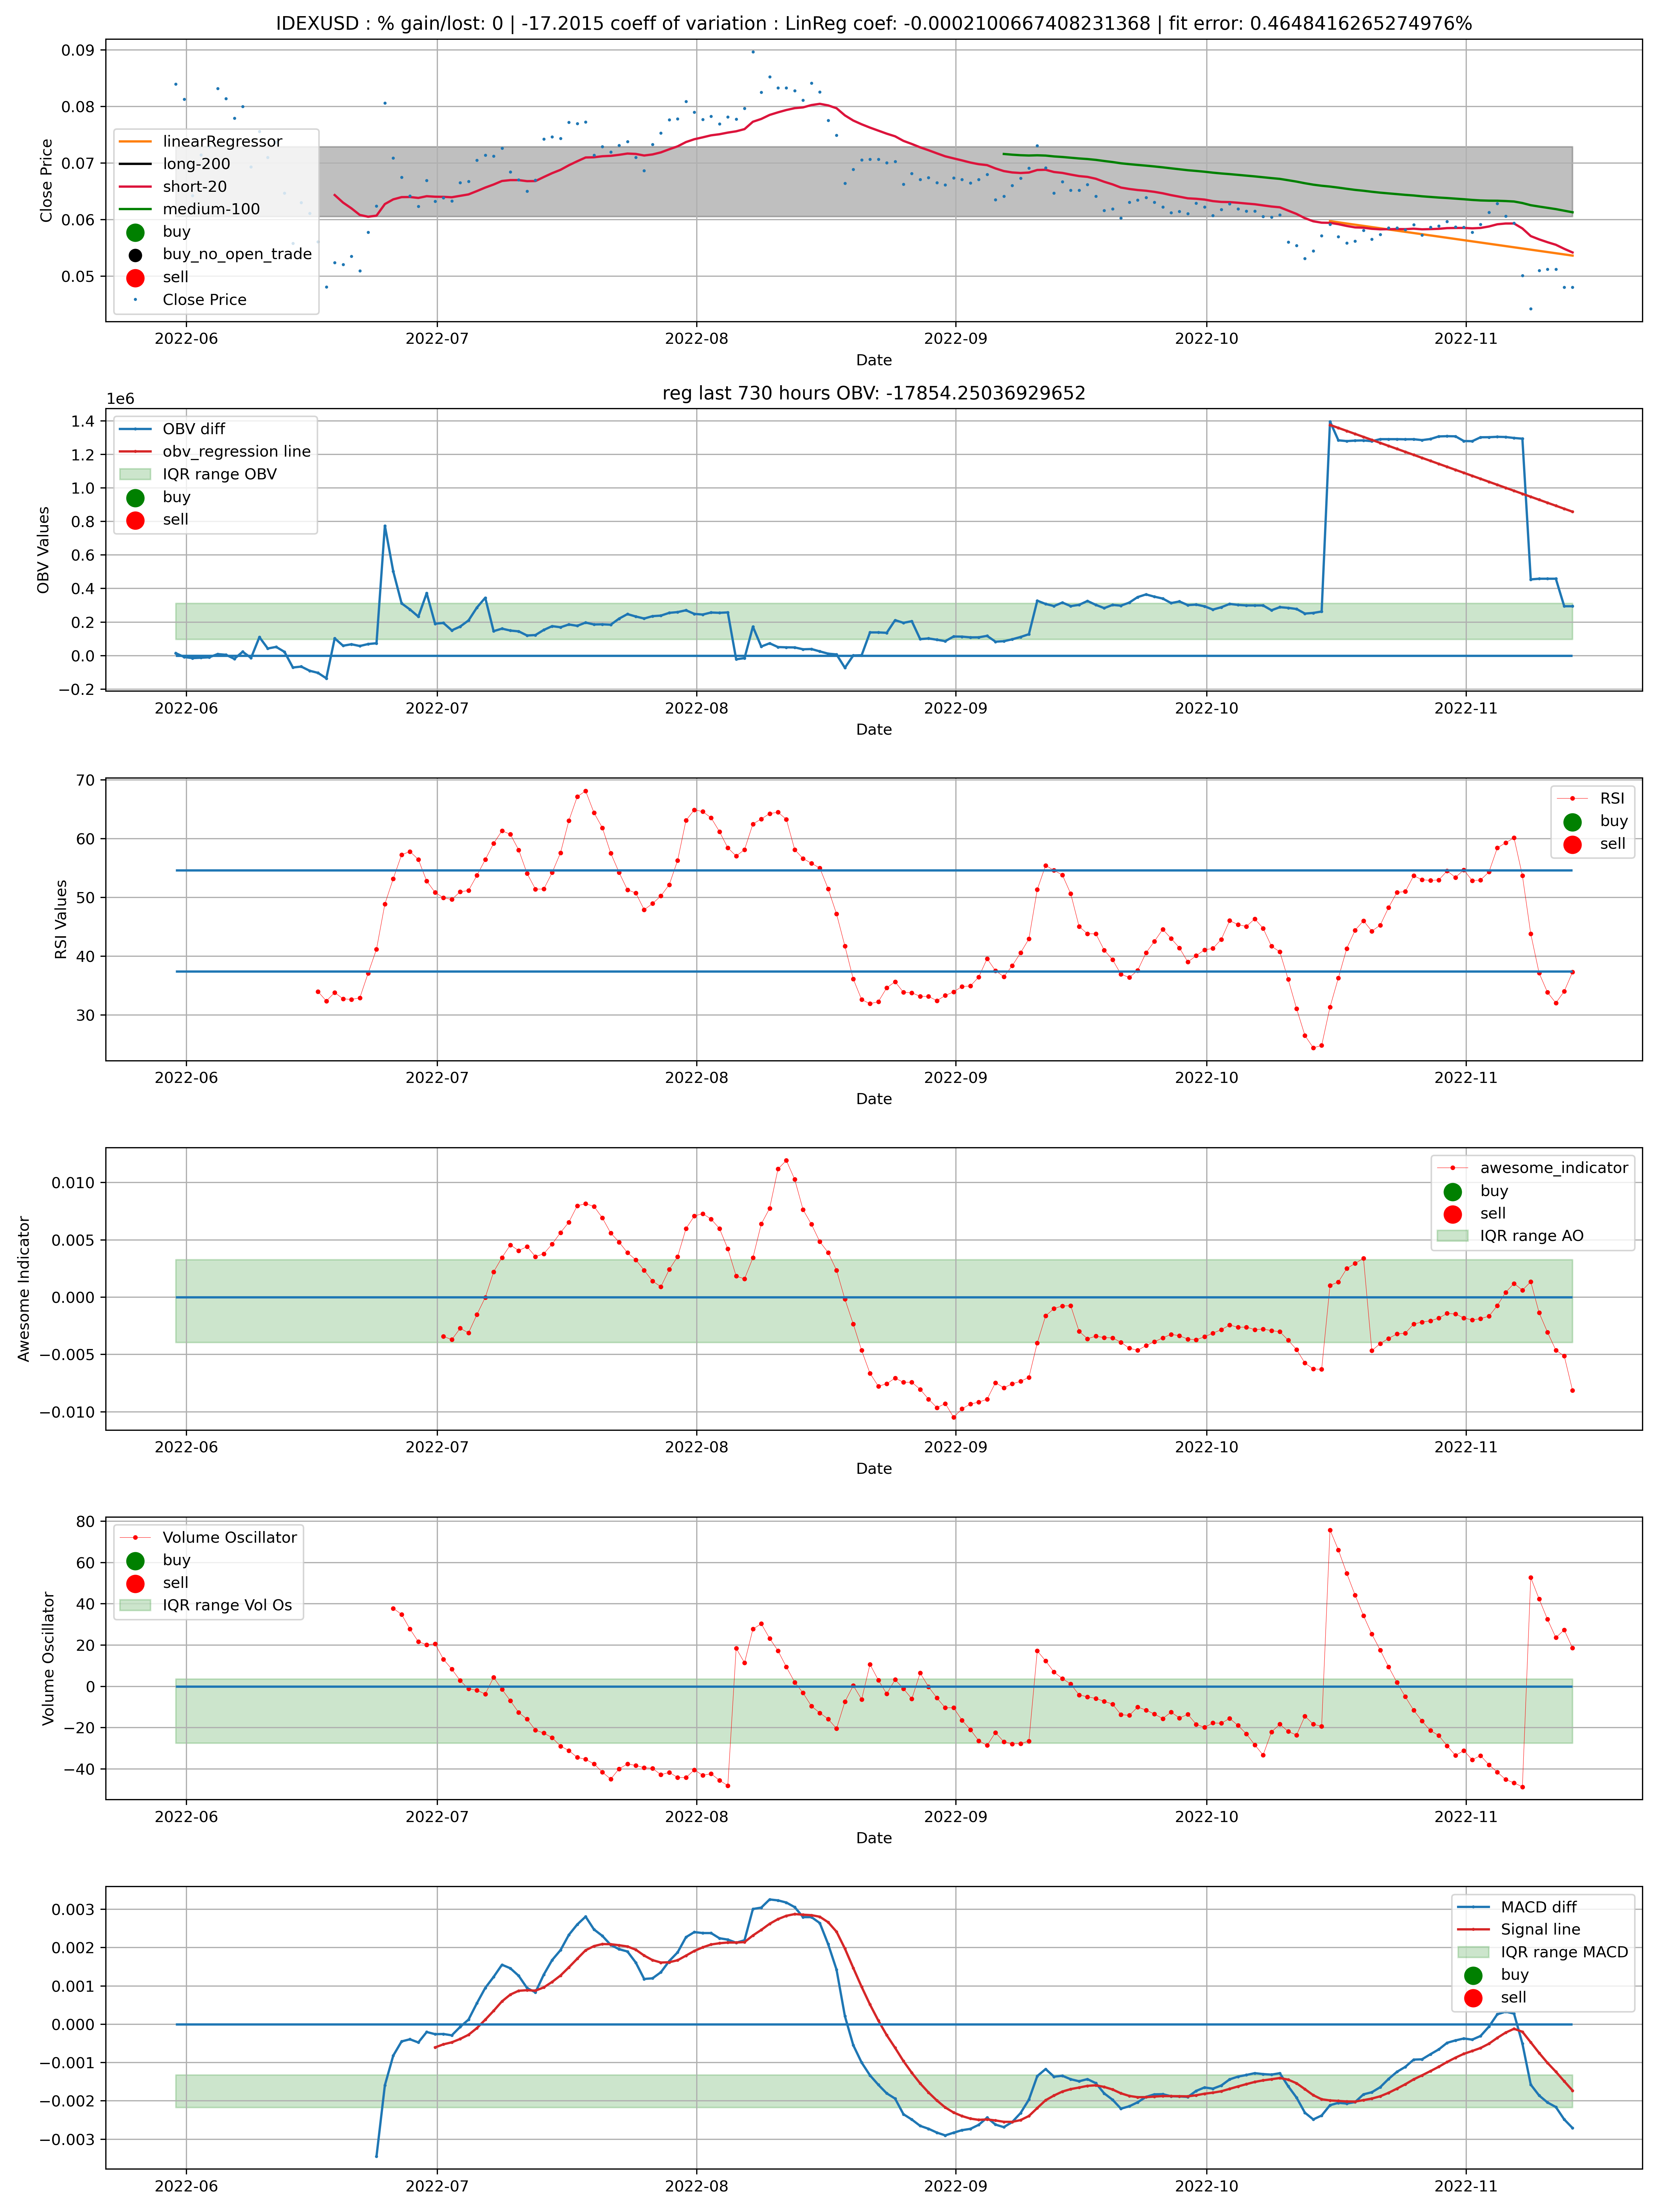 IDEXUSD : % gain/lost: 0 | -17.2015 coeff of variation : LinReg coef: -0.0002100667408231368 | fit error: 0.4648416265274976%
0.09
0.08
0.07
0.06
0.05
Close Price
linearRegressor
long-200
short-20
medium-100
buy
buy_no_open_trade
sell
Close Price
2022-06 2022-07 2022-08 2022-09 2022-10 2022-11
Date
reg last 730 hours OBV: -17854.25036929652
1e6
1.4
1.2
1.0
0.8
0.6
0.4
0.2
0.0
−0.2
OBV Values
OBV diff
obv_regression line
IQR range OBV
buy
sell
2022-06 2022-07 2022-08 2022-09 2022-10 2022-11
Date
70
60
50
40
30
RSI Values
RSI
buy
sell
2022-06 2022-07 2022-08 2022-09 2022-10 2022-11
Date
0.010
0.005
0.000
−0.005
−0.010
Awesome Indicator
awesome_indicator
buy
sell
IQR range AO
2022-06 2022-07 2022-08 2022-09 2022-10 2022-11
Date
80
60
40
20
0
−20
−40
Volume Oscillator
Volume Oscillator
buy
sell
IQR range Vol Os
2022-06 2022-07 2022-08 2022-09 2022-10 2022-11
Date
0.003
0.002
0.001
0.000
−0.001
−0.002
−0.003
MACD diff
Signal line
IQR range MACD
buy
sell
2022-06 2022-07 2022-08 2022-09 2022-10 2022-11